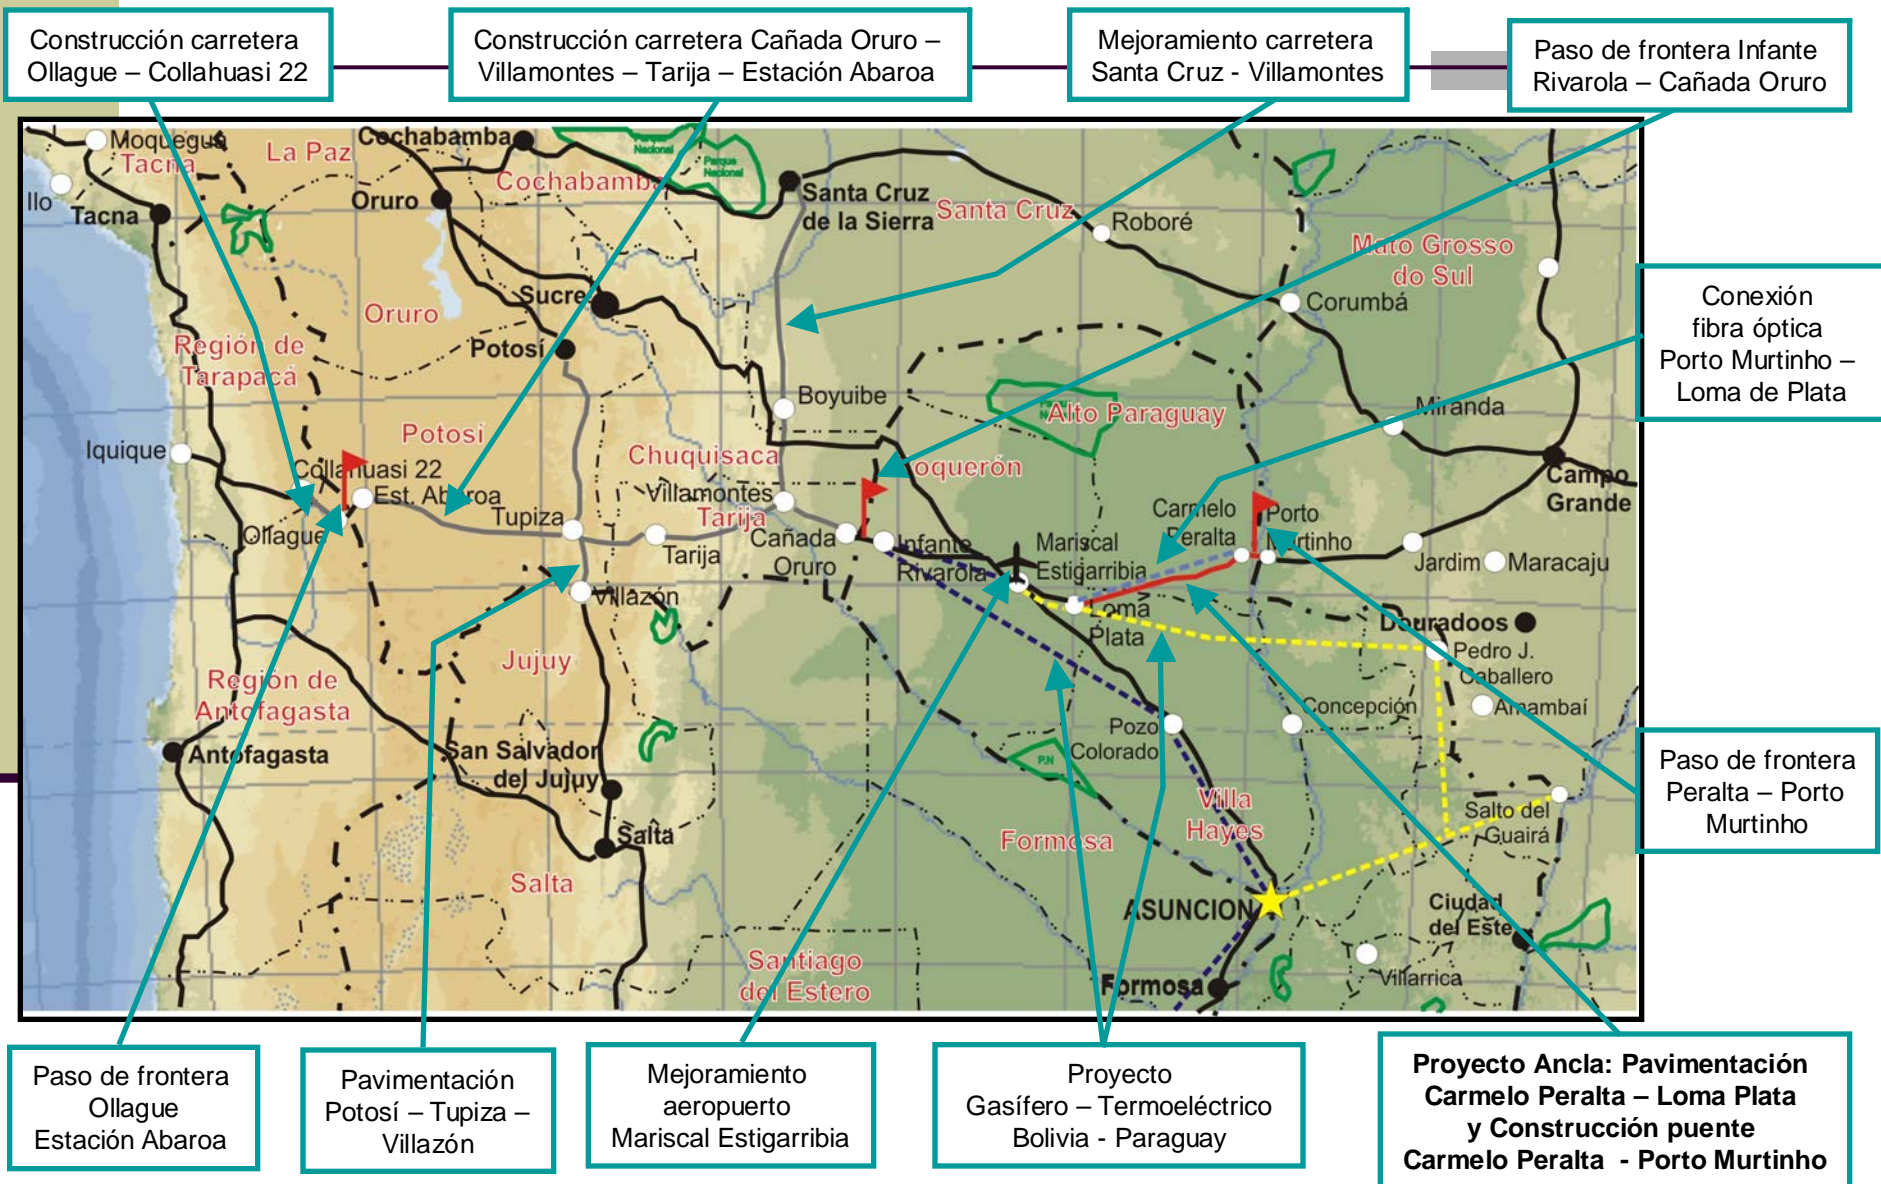 Construcción carretera
Ollague – Collahuasi 22
Construcción carretera Cañada Oruro –
Villamontes – Tarija – Estación Abaroa
Mejoramiento carretera
Santa Cruz - Villamontes
Paso de frontera Infante
Rivarola – Cañada Oruro
Moquegua
Tacna
La Paz
Cochabamba
Parque
Nacional
Parque
Nacional
Cochabamba
Ilo
Tacna
Oruro
Santa Cruz
de la Sierra
Santa Cruz
Roboré
Mato Grosso
do Sul
Sucre
Corumbá
Oruro
Potosí
Región de
Tarapacá
Conexión
fibra óptica
Porto Murtinho –
Loma de Plata
Boyuibe
Alto Paraguay
Miranda
Iquique
Potosí
Chuquisaca
oquerón
Collahuasi 22
Est. Abaroa
Villamontes
Campo
Grande
Ollague
Tupiza
Tarija
Tarija
Cañada
Oruro
Infante
Rivarola
Mariscal
Estigarribia
Carmelo
Peralta
Porto
Murtinho
Jardim
Maracaju
Villazón
Loma
Plata
Douradoos
Pedro J.
Caballero
Jujuy
Región de
Antofagasta
Amambaí
Concepción
Pozo
Colorado
Antofagasta
San Salvador
del Jujuy
P.N
Paso de frontera
Peralta – Porto
Murtinho
Villa
Hayes
Salto del
Guairá
Salta
Formosa
Salta
ASUNCION
Ciudad
del Este
Santiago
del Estero
Formosa
Villarrica
Paso de frontera
Ollague
Estación Abaroa
Pavimentación
Potosí – Tupiza –
Villazón
Mejoramiento
aeropuerto
Mariscal Estigarribia
Proyecto
Gasífero – Termoeléctrico
Bolivia - Paraguay
Proyecto Ancla: Pavimentación
Carmelo Peralta – Loma Plata
y Construcción puente
Carmelo Peralta - Porto Murtinho